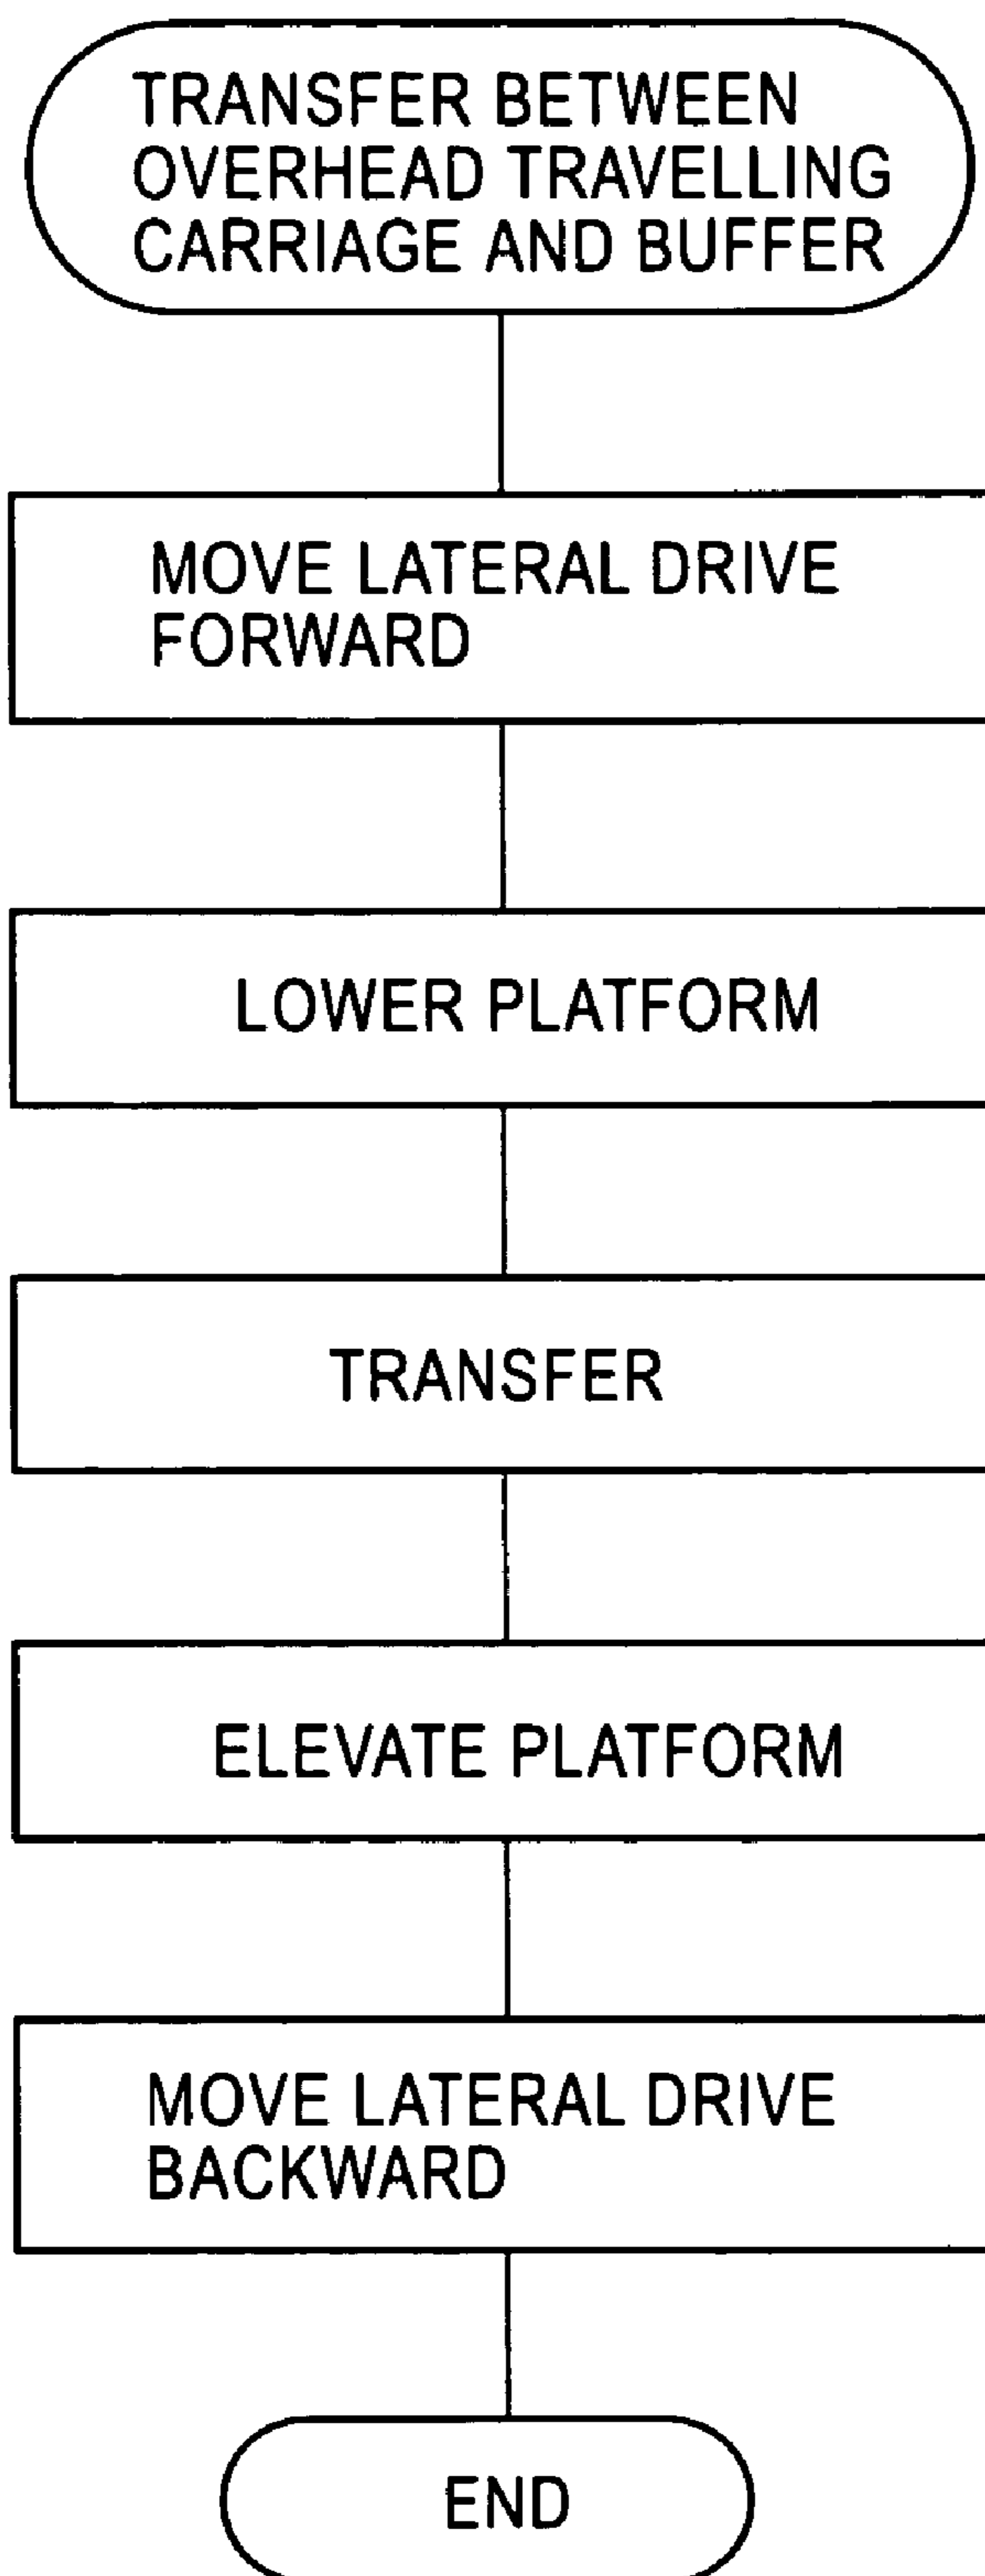 TRANSFER BETWEEN
OVERHEAD TRAVELLING
CARRIAGE AND BUFFER
MOVE LATERAL DRIVE
FORWARD
LOWER PLATFORM
TRANSFER
ELEVATE PLATFORM
MOVE LATERAL DRIVE
BACKWARD
END